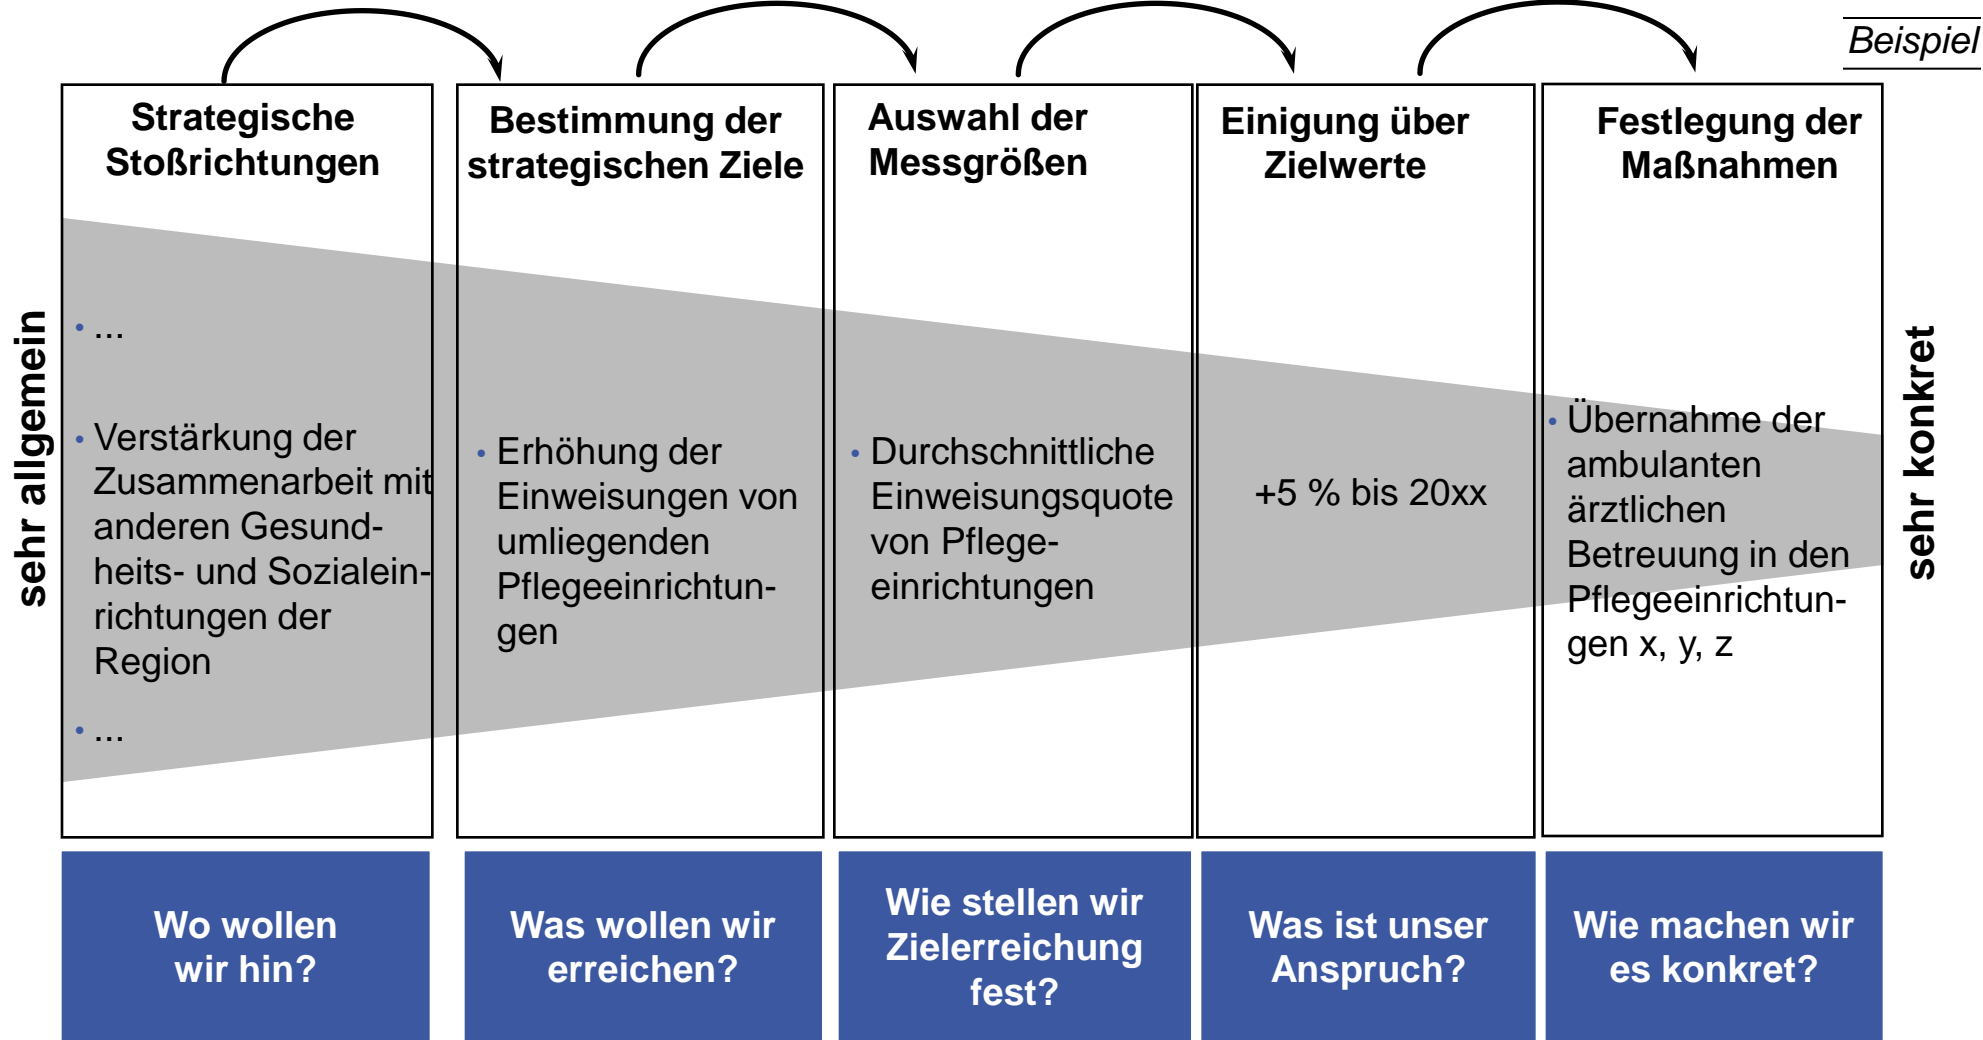 Beispiel
Strategische
Stoßrichtungen
Bestimmung der
strategischen Ziele
Auswahl der
Messgrößen
Einigung über
Zielwerte
Festlegung der
Maßnahmen
sehr allgemein
• ...
• Verstärkung der
Zusammenarbeit mit
anderen Gesund-
heits- und Sozialein-
richtungen der
Region
• ...
• Erhöhung der
Einweisungen von
umliegenden
Pflegeeinrichtun-
gen
• Durchschnittliche
Einweisungsquote
von Pflege-
einrichtungen
+5 % bis 20xx
• Übernahme der
ambulanten
ärztlichen
Betreuung in den
Pflegeeinrichtun-
gen x, y, z
sehr konkret
Wo wollen
wir hin?
Was wollen wir
erreichen?
Wie stellen wir
Zielerreichung
fest?
Was ist unser
Anspruch?
Wie machen wir
es konkret?